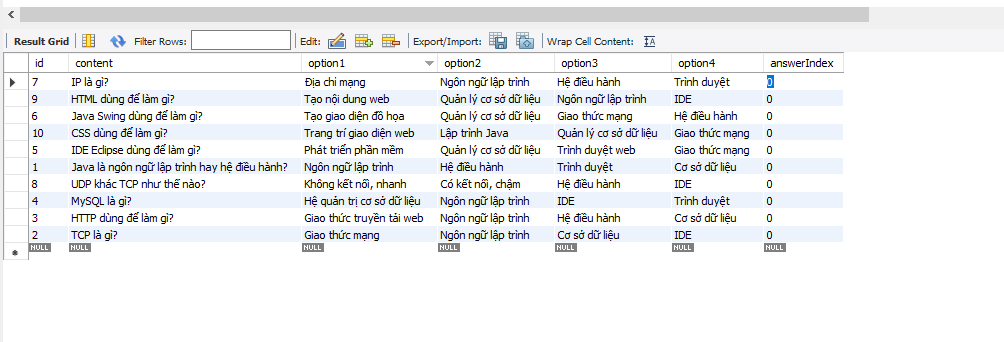 Result Grid Filter Rows: Edit: Export/Import: Wrap Cell Content:
id content option1 option2 option3 option4 answerIndex
7 IP là gì? Địa chỉ mạng Ngôn ngữ lập trình Hệ điều hành Trình duyệt 0
9 HTML dùng để làm gì? Tạo nội dung web Quản lý cơ sở dữ liệu Ngôn ngữ lập trình IDE 0
6 Java Swing dùng để làm gì? Tạo giao diện đồ họa Quản lý cơ sở dữ liệu Giao thức mạng Hệ điều hành 0
10 CSS dùng để làm gì? Trang trí giao diện web Lập trình Java Quản lý cơ sở dữ liệu Giao thức mạng 0
5 IDE Eclipse dùng để làm gì? Phát triển phần mềm Quản lý cơ sở dữ liệu Trình duyệt web Giao thức mạng 0
1 Java là ngôn ngữ lập trình hay hệ điều hành? Ngôn ngữ lập trình Hệ điều hành Trình duyệt Cơ sở dữ liệu 0
8 UDP khác TCP như thế nào? Không kết nối, nhanh Có kết nối, chậm Hệ điều hành IDE 0
4 MySQL là gì? Hệ quản trị cơ sở dữ liệu Ngôn ngữ lập trình IDE Trình duyệt 0
3 HTTP dùng để làm gì? Giao thức truyền tải web Ngôn ngữ lập trình Hệ điều hành Cơ sở dữ liệu 0
2 TCP là gì? Giao thức mạng Ngôn ngữ lập trình Cơ sở dữ liệu IDE 0
NULL NULL NULL NULL NULL NULL NULL